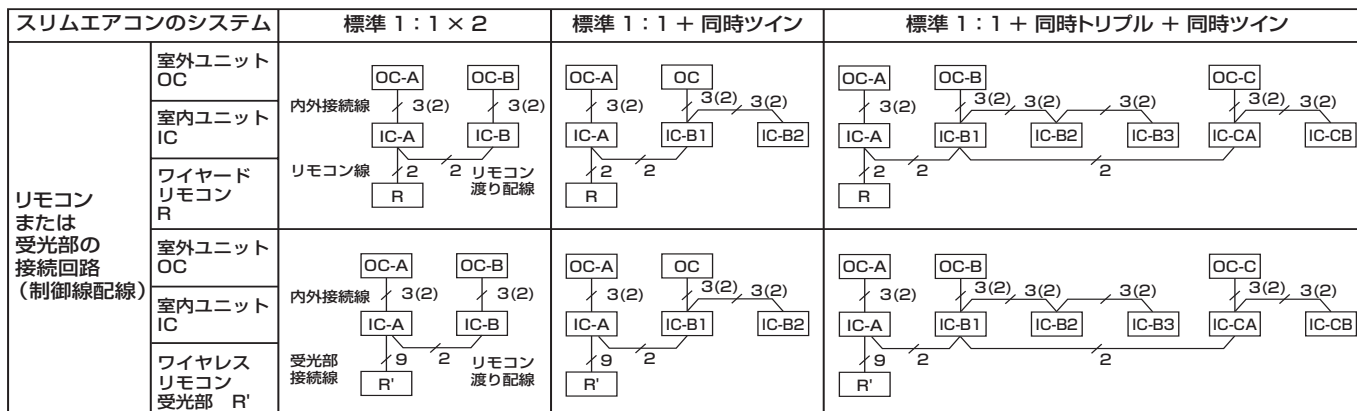 スリムエアコンのシステム 標準1:1×2 標準1:1+同時ツイン 標準1:1+同時トリプル+同時ツイン
リモコン
または
受光部の
接続回路
(制御線配線)
室外ユニット
OC
室内ユニット
IC
ワイヤード
リモコン
R
OC-A OC-B
内外接続線 3(2) 3(2)
IC-A IC-B
リモコン線 2 2 リモコン
渡り配線
R
OC-A OC
3(2) 3(2) 3(2)
IC-A IC-B1 IC-B2
2 2
R
OC-A OC-B OC-C
3(2) 3(2) 3(2) 3(2) 3(2) 3(2)
IC-A IC-B1 IC-B2 IC-B3 IC-CA IC-CB
2 2 2
R
室外ユニット
OC
室内ユニット
IC
ワイヤレス
リモコン
受光部 R'
OC-A OC-B
内外接続線 3(2) 3(2)
IC-A IC-B
受光部
接続線
9 2 リモコン
渡り配線
R'
OC-A OC
3(2) 3(2) 3(2)
IC-A IC-B1 IC-B2
9 2
R'
OC-A OC-B OC-C
3(2) 3(2) 3(2) 3(2) 3(2) 3(2)
IC-A IC-B1 IC-B2 IC-B3 IC-CA IC-CB
9 2 2
R'